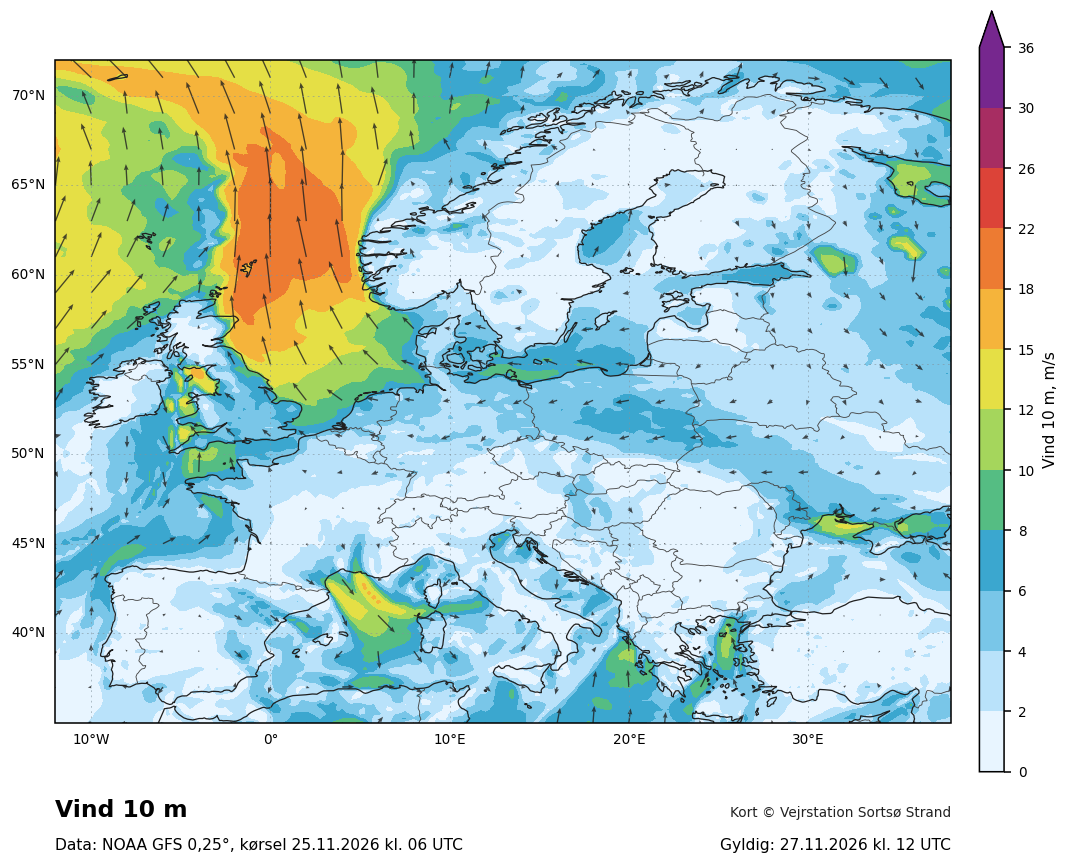 70°N
65°N
60°N
55°N
50°N
45°N
40°N
10°W 0° 10°E 20°E 30°E
36
30
26
22
18
15
12
10
8
6
4
2
0
Vind 10 m, m/s
Vind 10 m
Kort © Vejrstation Sortsø Strand
Data: NOAA GFS 0,25°, kørsel 25.11.2026 kl. 06 UTC
Gyldig: 27.11.2026 kl. 12 UTC